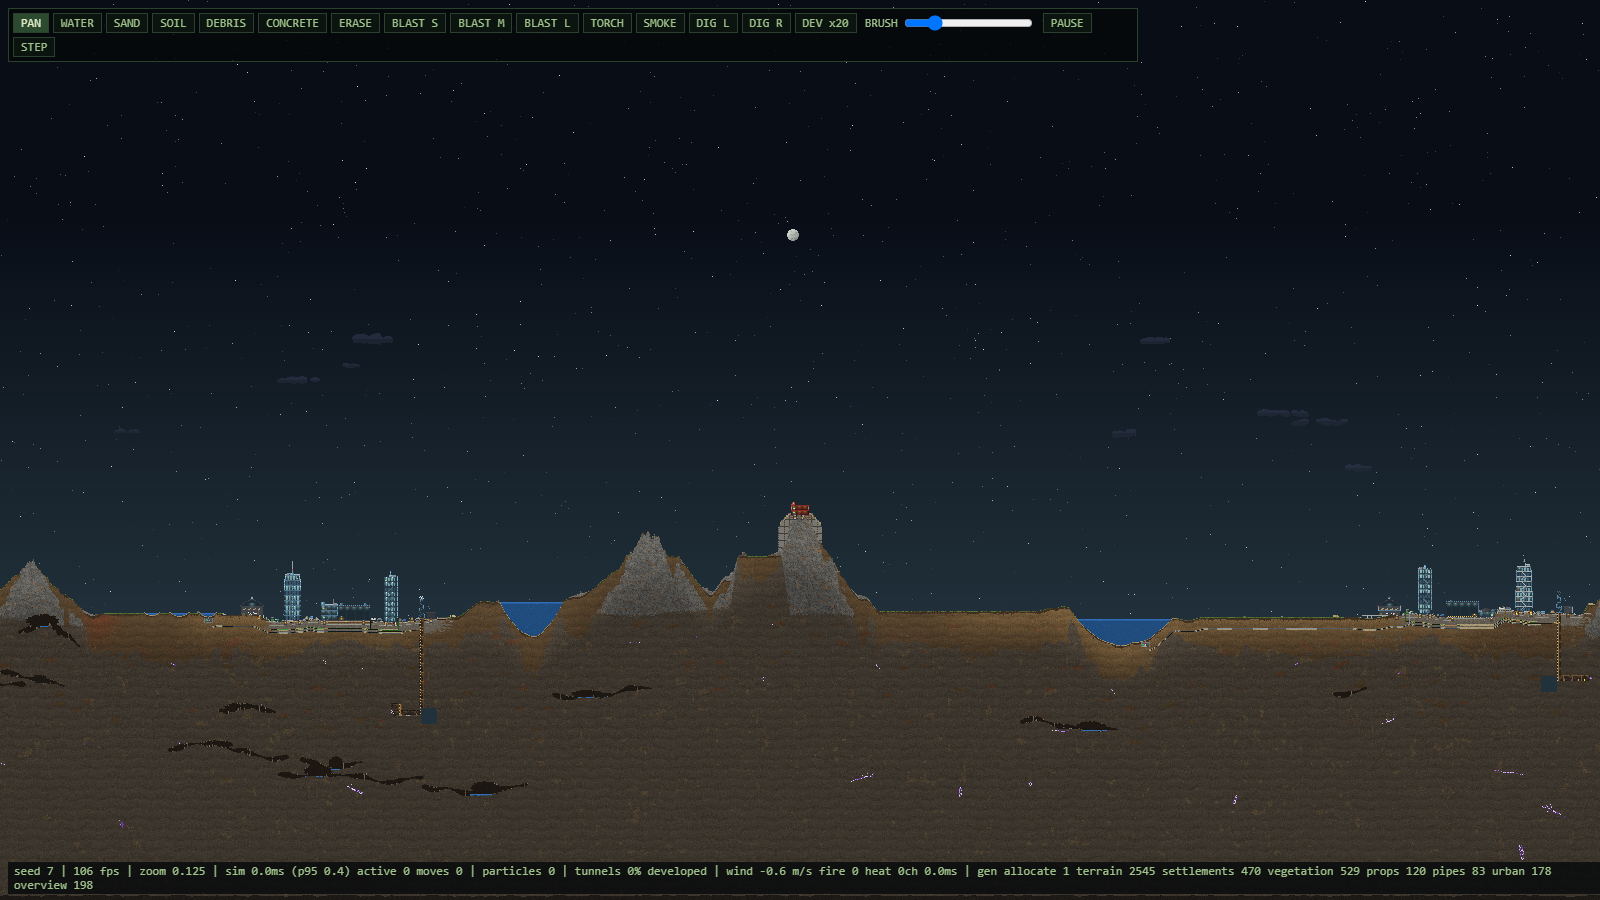 PAN WATER SAND SOIL DEBRIS CONCRETE ERASE BLAST S BLAST M BLAST L TORCH SMOKE DIG L DIG R DEV x20 BRUSH PAUSE
STEP
seed 7 | 106 fps | zoom 0.125 | sim 0.0ms (p95 0.4) active 0 moves 0 | particles 0 | tunnels 0% developed | wind -0.6 m/s fire 0 heat 0ch 0.0ms | gen allocate 1 terrain 2545 settlements 470 vegetation 529 props 120 pipes 83 urban 178
overview 198